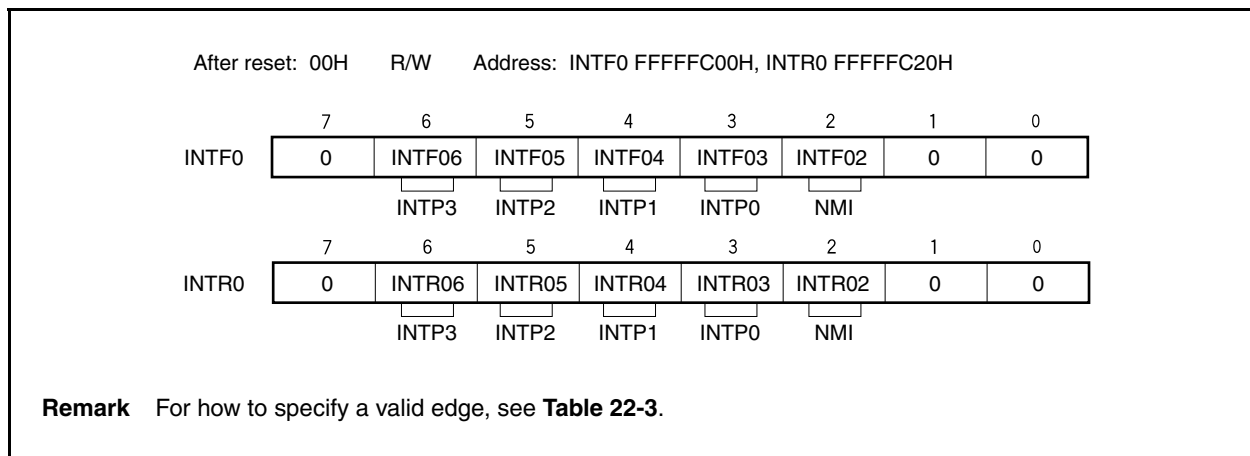 After reset: 00H R/W Address: INTF0 FFFFFC00H, INTR0 FFFFFC20H
7 6 5 4 3 2 1 0
INTF0 0 INTF06 INTF05 INTF04 INTF03 INTF02 0 0
INTP3 INTP2 INTP1 INTP0 NMI
7 6 5 4 3 2 1 0
INTR0 0 INTR06 INTR05 INTR04 INTR03 INTR02 0 0
INTP3 INTP2 INTP1 INTP0 NMI
Remark For how to specify a valid edge, see Table 22-3.